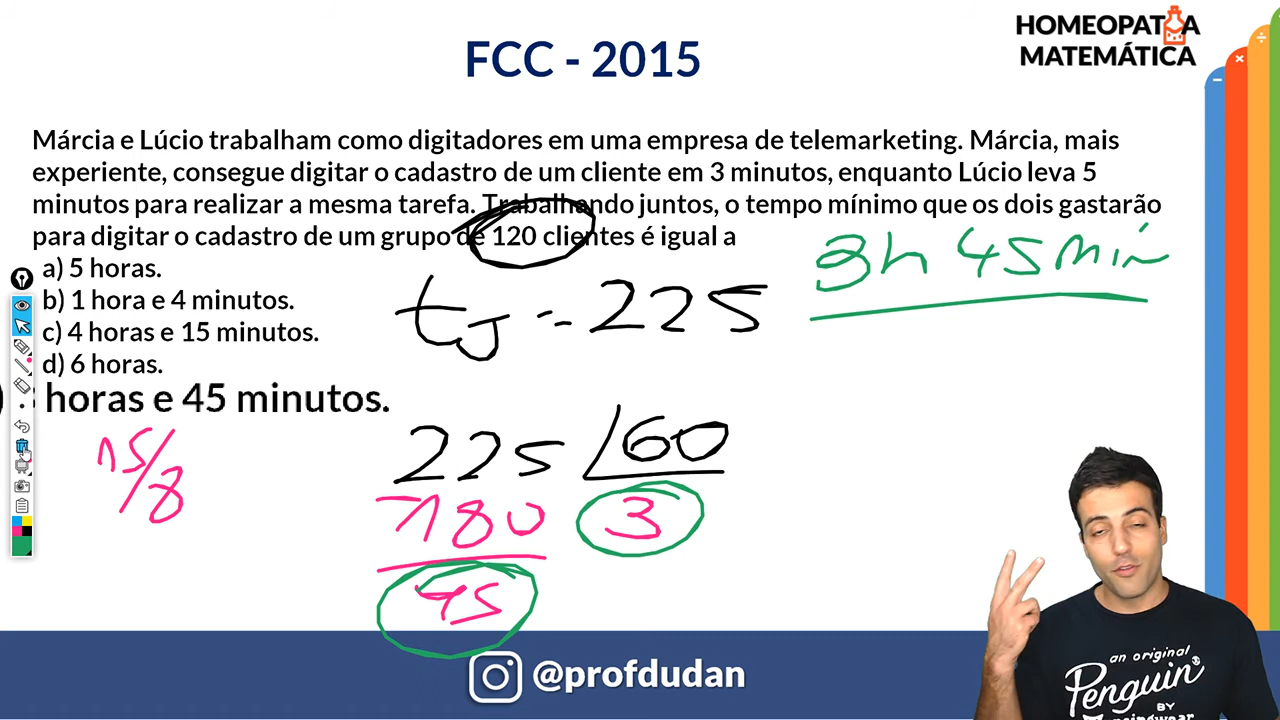 HOMEOPATIA
MATEMÁTICA
FCC - 2015
Márcia e Lúcio trabalham como digitadores em uma empresa de telemarketing. Márcia, mais
experiente, consegue digitar o cadastro de um cliente em 3 minutos, enquanto Lúcio leva 5
minutos para realizar a mesma tarefa. Trabalhando juntos, o tempo mínimo que os dois gastarão
para digitar o cadastro de um grupo de 120 clientes é igual a
3h 45min
a) 5 horas.
b) 1 hora e 4 minutos.
c) 4 horas e 15 minutos.
d) 6 horas.
horas e 45 minutos.
tJ = 225
15/8
225 60
-180 3
45
@profdudan
an original
Penguin
BY